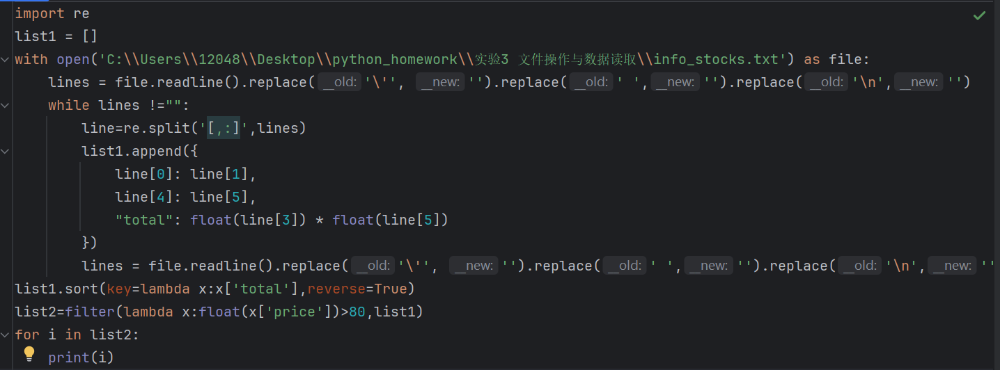 import re
list1 = []
with open('C:\\Users\\12048\\Desktop\\python_homework\\实验3 文件操作与数据读取\\info_stocks.txt') as file:
    lines = file.readline().replace(__old:'\'', __new:'').replace(__old:' ',__new:'').replace(__old:'\n',__new:'')
    while lines !="":
        line=re.split('[,:]',lines)
        list1.append({
            line[0]: line[1],
            line[4]: line[5],
            "total": float(line[3]) * float(line[5])
        })
        lines = file.readline().replace(__old:'\'', __new:'').replace(__old:' ',__new:'').replace(__old:'\n',__new:''
list1.sort(key=lambda x:x['total'],reverse=True)
list2=filter(lambda x:float(x['price'])>80,list1)
for i in list2:
    print(i)